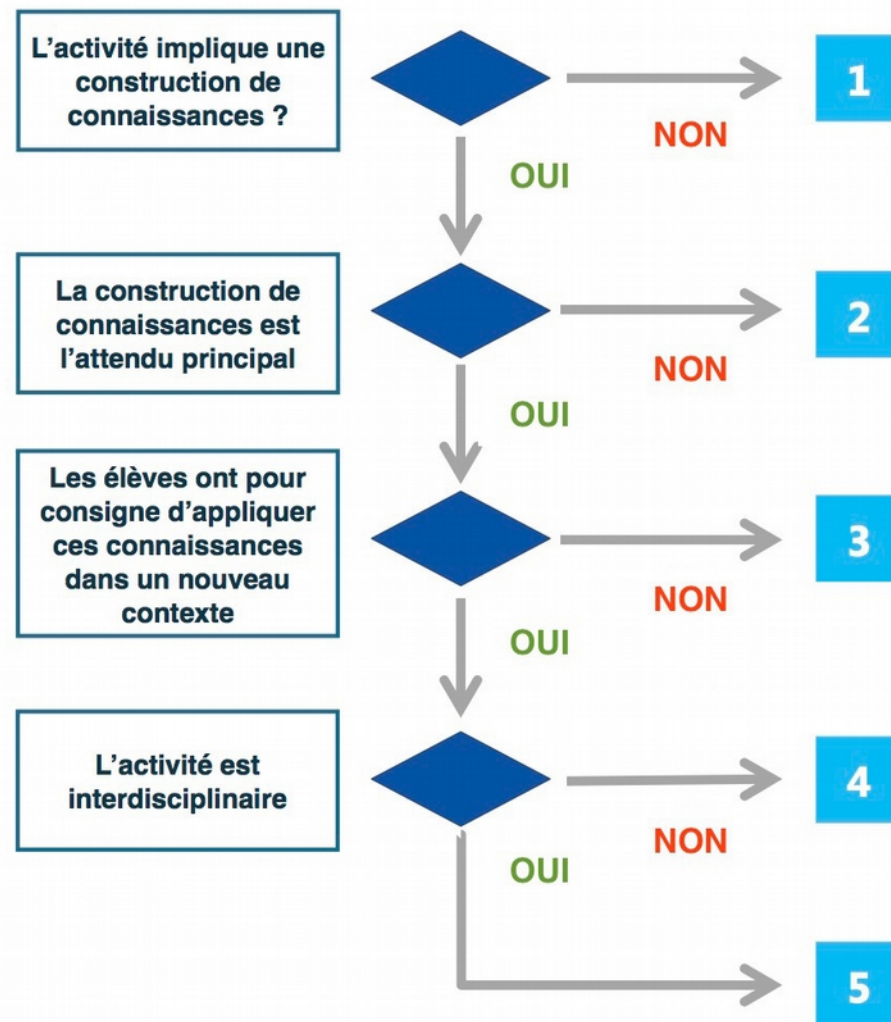 L'activité implique une
construction de
connaissances ?
1
NON
OUI
La construction de
connaissances est
l'attendu principal
2
NON
OUI
Les élèves ont pour
consigne d'appliquer
ces connaissances
dans un nouveau
contexte
3
NON
OUI
L'activité est
interdisciplinaire
4
NON
OUI
5